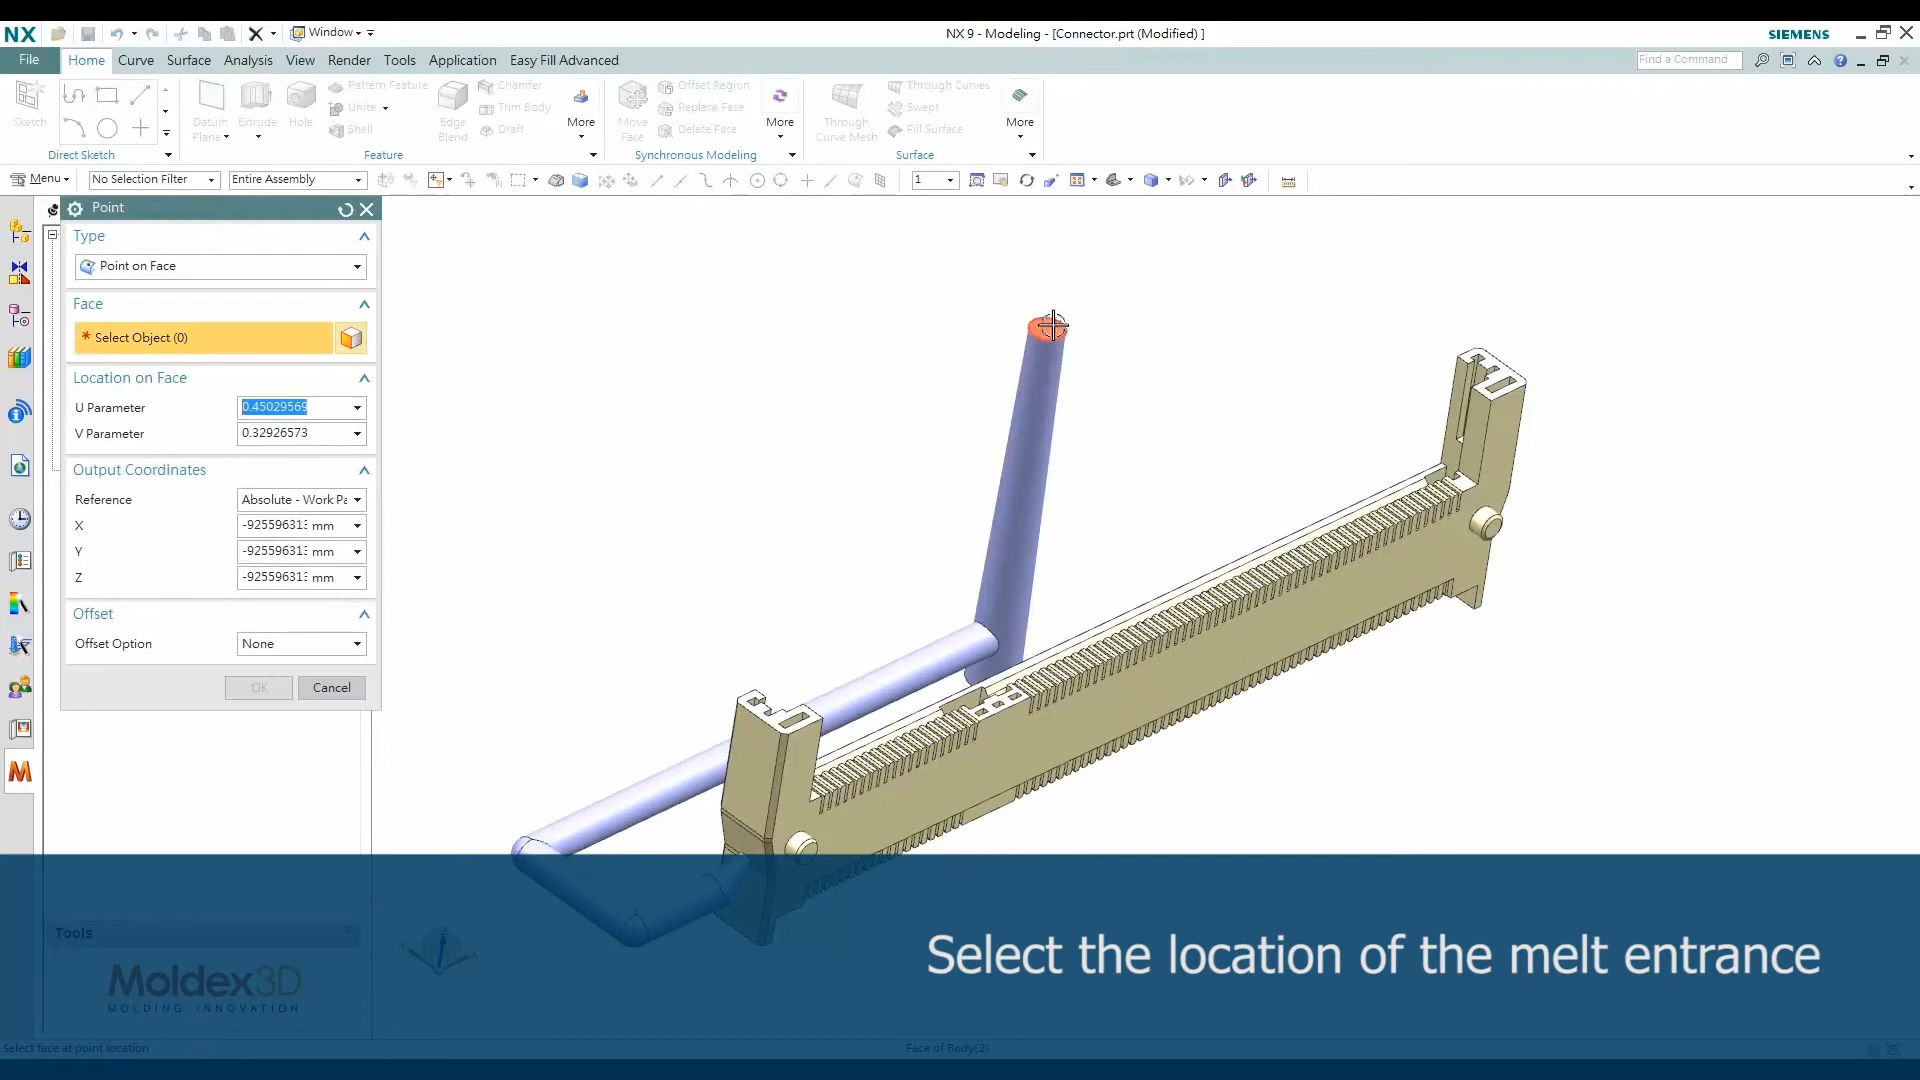 NX
Window
NX 9 - Modeling - [Connector.prt (Modified) ]
SIEMENS
File
Home
Curve
Surface
Analysis
View
Render
Tools
Application
Easy Fill Advanced
Find a Command
Sketch
Datum
Plane
Extrude
Hole
Pattern Feature
Unite
Shell
Edge
Blend
Chamfer
Trim Body
Draft
More
Move
Face
Offset Region
Replace Face
Delete Face
More
Through
Curve Mesh
Through Curves
Swept
Fill Surface
More
Direct Sketch
Feature
Synchronous Modeling
Surface
Menu
No Selection Filter
Entire Assembly
1
Point
Type
Point on Face
Face
* Select Object (0)
Location on Face
U Parameter
0.45029569
V Parameter
0.32926573
Output Coordinates
Reference
Absolute - Work Pa
X
-92559631 mm
Y
-92559631 mm
Z
-92559631 mm
Offset
Offset Option
None
OK
Cancel
Tools
Moldex3D
MOLDING INNOVATION
Select the location of the melt entrance
Select face at point location
Face of Body(2)